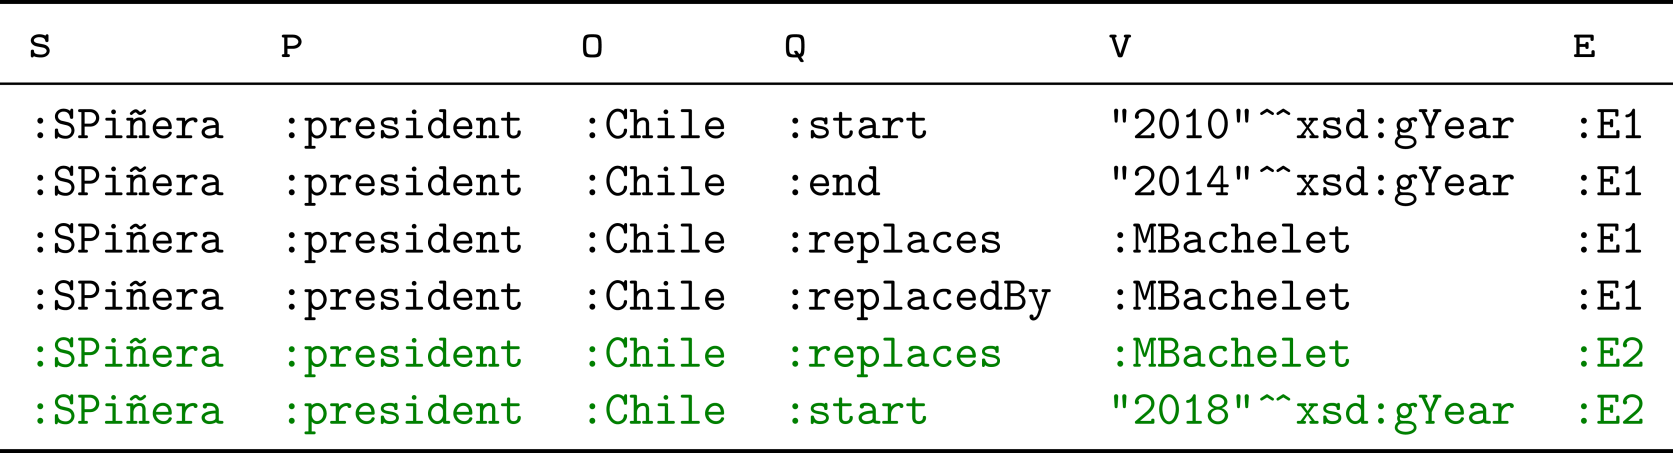 S P O Q V E
:SPiñera :president :Chile :start "2010"^^xsd:gYear :E1
:SPiñera :president :Chile :end "2014"^^xsd:gYear :E1
:SPiñera :president :Chile :replaces :MBachelet :E1
:SPiñera :president :Chile :replacedBy :MBachelet :E1
:SPiñera :president :Chile :replaces :MBachelet :E2
:SPiñera :president :Chile :start "2018"^^xsd:gYear :E2